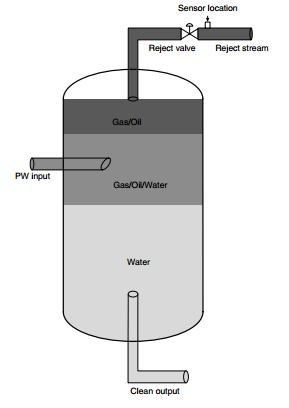 Sensor location
Reject valve
Reject stream
Gas/Oil
PW input
Gas/Oil/Water
Water
Clean output